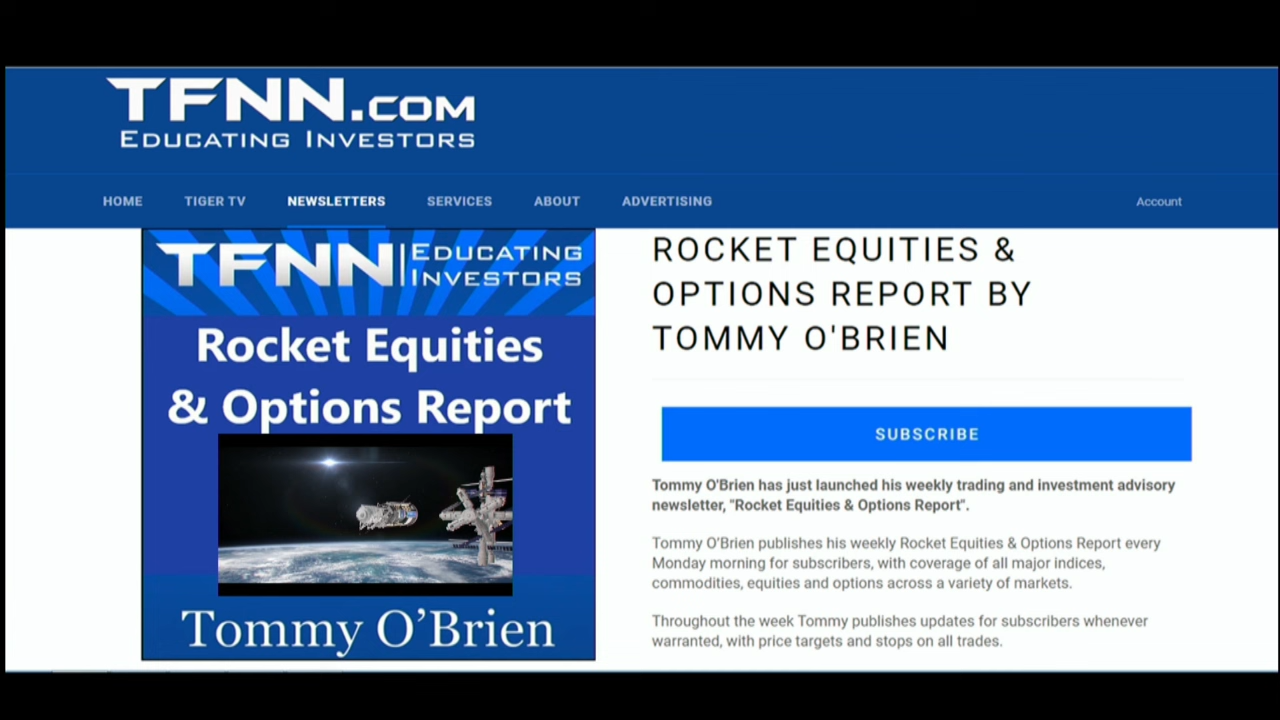 TFNN.COM
EDUCATING INVESTORS
HOME TIGER TV NEWSLETTERS SERVICES ABOUT ADVERTISING Account
TFNN EDUCATING
INVESTORS
Rocket Equities
& Options Report
Tommy O’Brien
ROCKET EQUITIES &
OPTIONS REPORT BY
TOMMY O'BRIEN
SUBSCRIBE
Tommy O'Brien has just launched his weekly trading and investment advisory
newsletter, "Rocket Equities & Options Report".
Tommy O’Brien publishes his weekly Rocket Equities & Options Report every
Monday morning for subscribers, with coverage of all major indices,
commodities, equities and options across a variety of markets.
Throughout the week Tommy publishes updates for subscribers whenever
warranted, with price targets and stops on all trades.